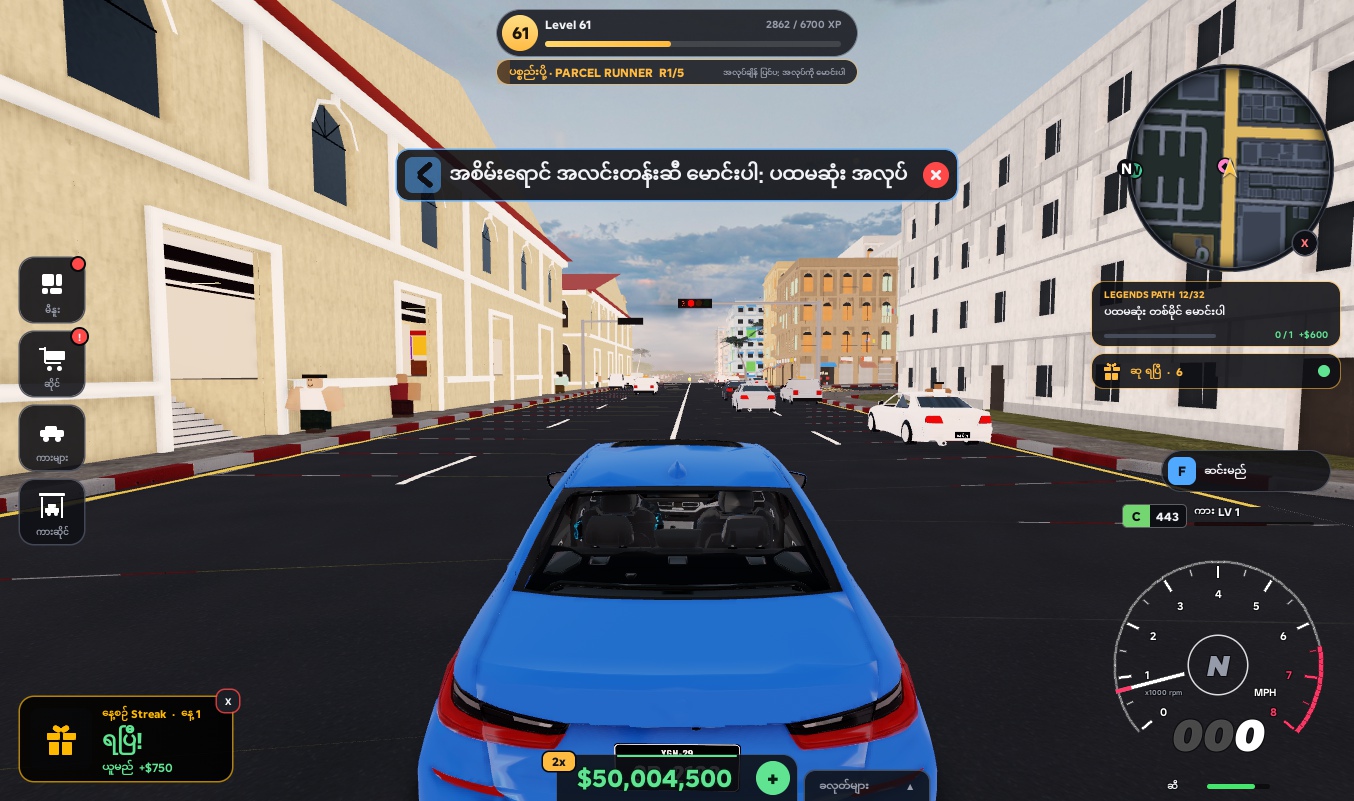 61
Level 61
2862 / 6700 XP
ပစ္စည်းပို့ · PARCEL RUNNER R1/5
အလုပ်ချိန် ပြင်ပ; အလုပ်ကို မောင်းပါ
အစိမ်းရောင် အလင်းတန်းဆီ မောင်းပါ; ပထမဆုံး အလုပ်
N
X
LEGENDS PATH 12/32
ပထမဆုံး တစ်မိုင် မောင်းပါ
0/1 +$600
ဆု ရပြီ · 6
မီနူး
!
ဆိုင်
ကားများ
ကားဆိုင်
F
ဆင်းမည်
C 443
ကား LV 1
0
1
2
3
4
5
6
7
8
x1000 rpm
N
MPH
000
ဆီ
X
နေ့စဉ် Streak · နေ့ 1
ရပြီ!
ယူမည် +$750
2x
$50,004,500
+
ခလုတ်များ ▲